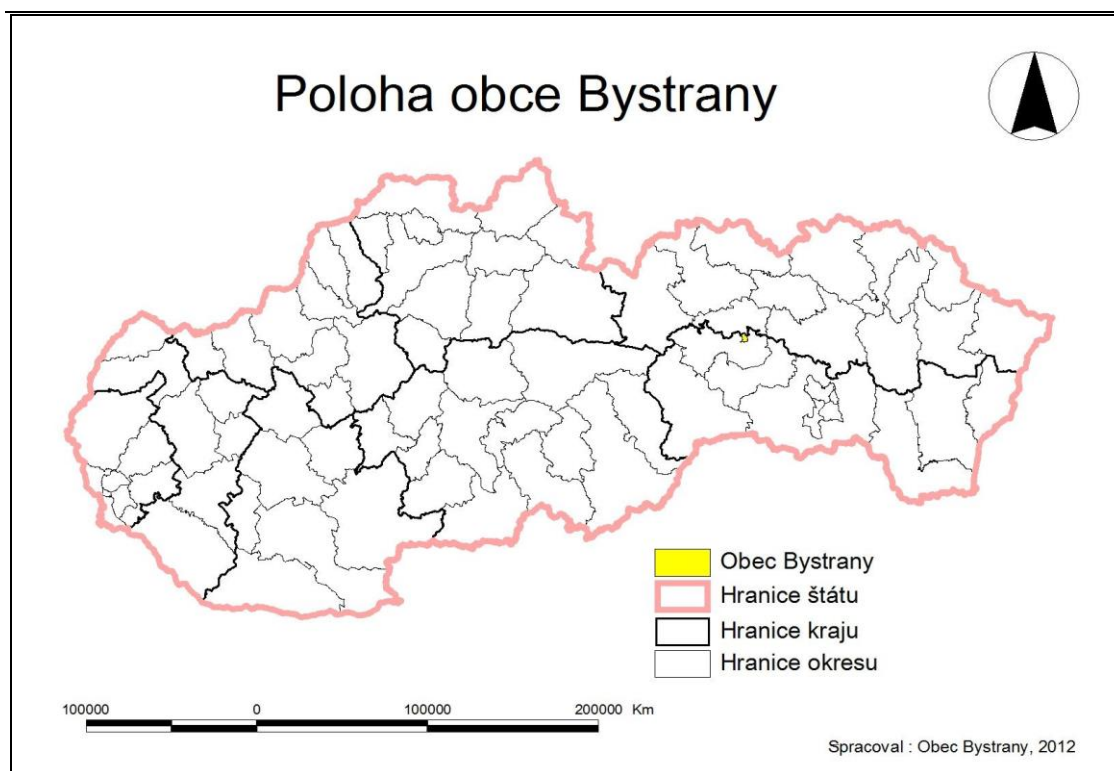 Poloha obce Bystrany
Obec Bystrany
Hranice štátu
Hranice kraju
Hranice okresu
100000 0 100000 200000 Km
Spracoval : Obec Bystrany, 2012